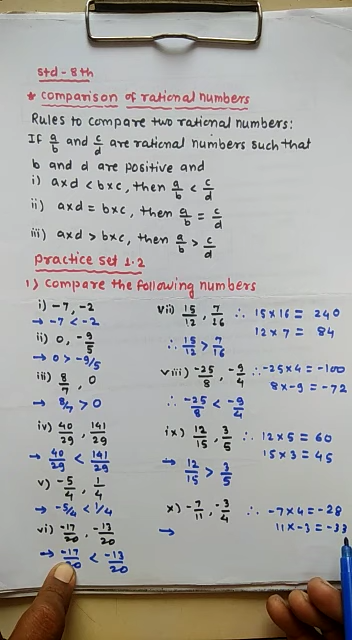 Std - 8th
* Comparison of rational numbers
Rules to compare two rational numbers:
If a/b and c/d are rational numbers such that
b and d are positive and
i) a×d < b×c, then a/b < c/d
ii) a×d = b×c, then a/b = c/d
iii) a×d > b×c, then a/b > c/d
Practice set 1.2
1) Compare the following numbers
i) -7, -2
→ -7 < -2
ii) 0, -9/5
→ 0 > -9/5
iii) 8/7, 0
→ 8/7 > 0
iv) 40/29, 141/29
→ 40/29 < 141/29
v) -5/4, 1/4
→ -5/4 < 1/4
vi) -17/20, -13/20
→ -17/20 < -13/20
vii) 15/12, 7/16 ∴ 15×16 = 240
12×7 = 84
∴ 15/12 > 7/16
viii) -25/8, -9/4 ∴ -25×4 = -100
8×-9 = -72
∴ -25/8 < -9/4
ix) 12/15, 3/5 ∴ 12×5 = 60
15×3 = 45
→ 12/15 > 3/5
x) -7/11, -3/4 ∴ -7×4 = -28
11×-3 = -33
→